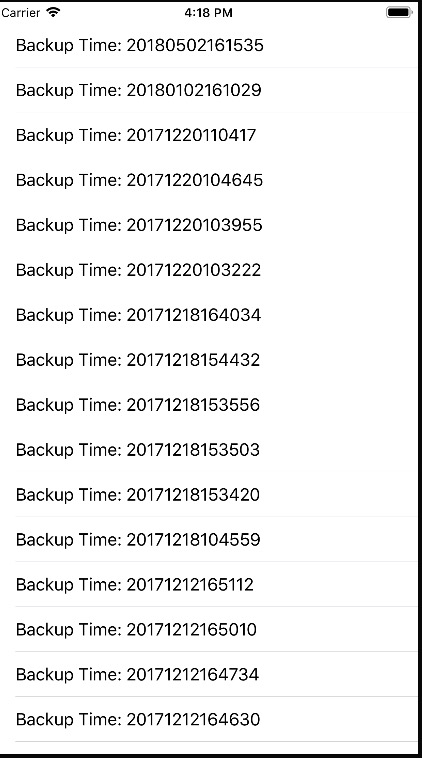 Carrier 4:18 PM
Backup Time: 20180502161535
Backup Time: 20180102161029
Backup Time: 20171220110417
Backup Time: 20171220104645
Backup Time: 20171220103955
Backup Time: 20171220103222
Backup Time: 20171218164034
Backup Time: 20171218154432
Backup Time: 20171218153556
Backup Time: 20171218153503
Backup Time: 20171218153420
Backup Time: 20171218104559
Backup Time: 20171212165112
Backup Time: 20171212165010
Backup Time: 20171212164734
Backup Time: 20171212164630